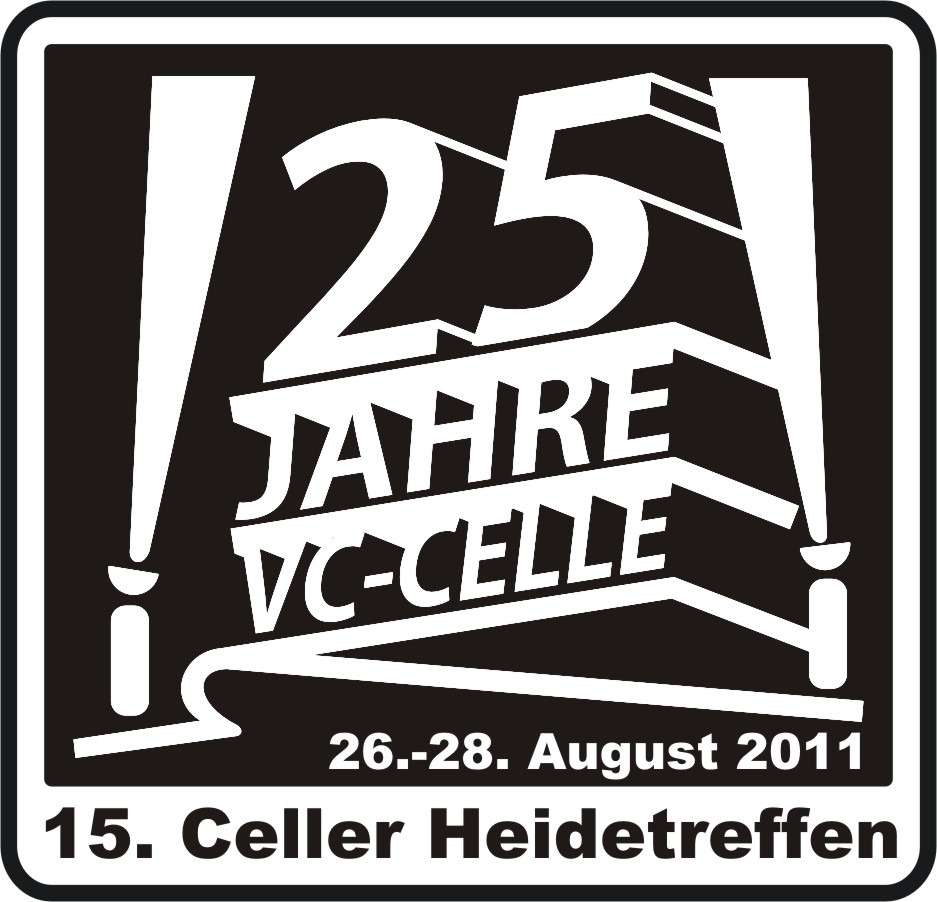 25
JAHRE
VC-CELLE
26.-28. August 2011
15. Celler Heidetreffen